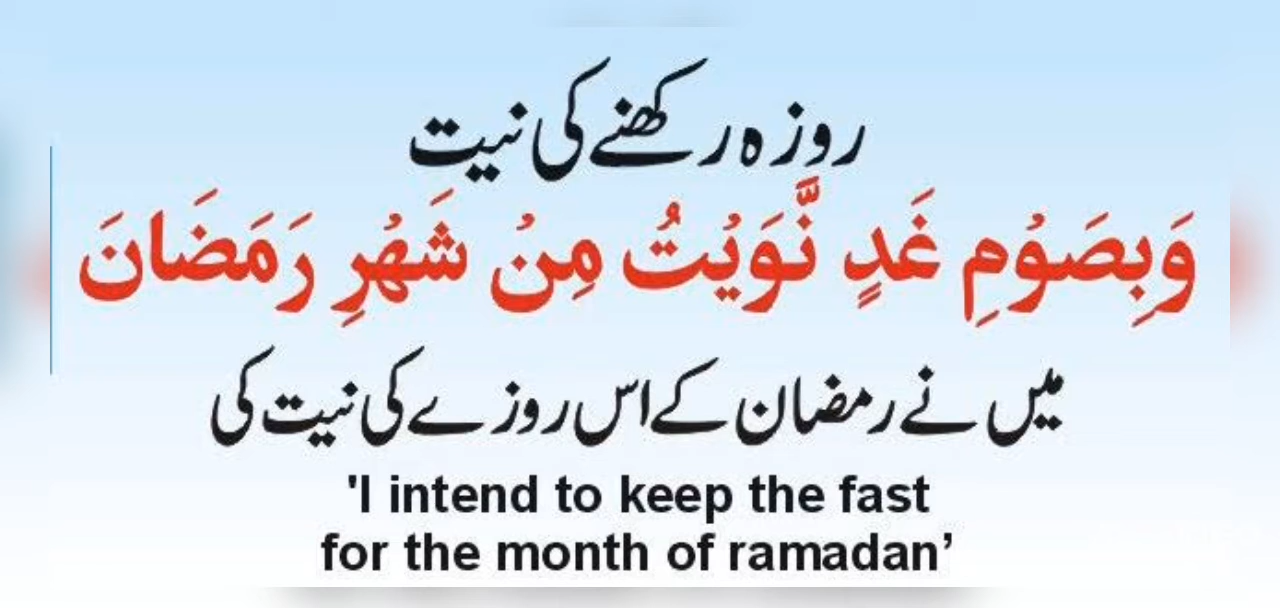 روزہ رکھنے کی نیت
وَبِصَوْمِ غَدٍ نَّوَيْتُ مِنْ شَهْرِ رَمَضَانَ
میں نے رمضان کے اس روزے کی نیت کی
'I intend to keep the fast
for the month of ramadan’